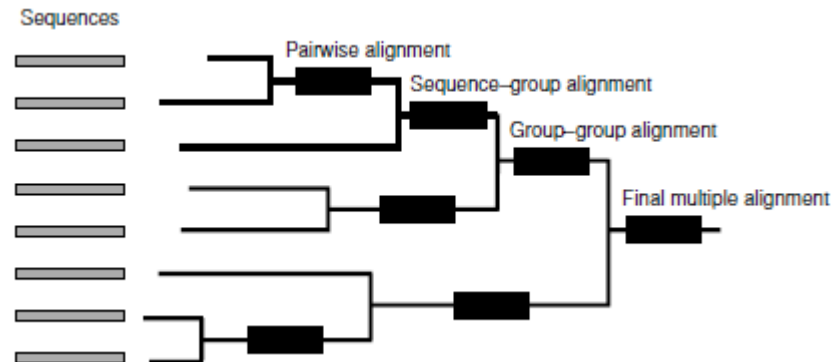 Sequences
Pairwise alignment
Sequence–group alignment
Group–group alignment
Final multiple alignment